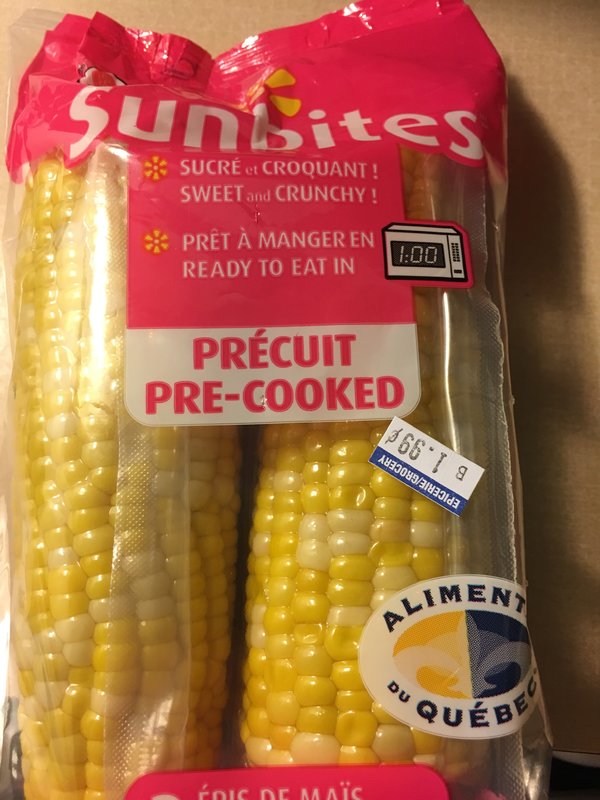 Sunbites
SUCRÉ et CROQUANT !
SWEET and CRUNCHY !
PRÊT À MANGER EN
READY TO EAT IN
1:00
PRÉCUIT
PRE-COOKED
B 1.99¢
EPICERIE/GROCERY
ALIMENT
DU QUÉBEC
ÉPIS DE MAÏS